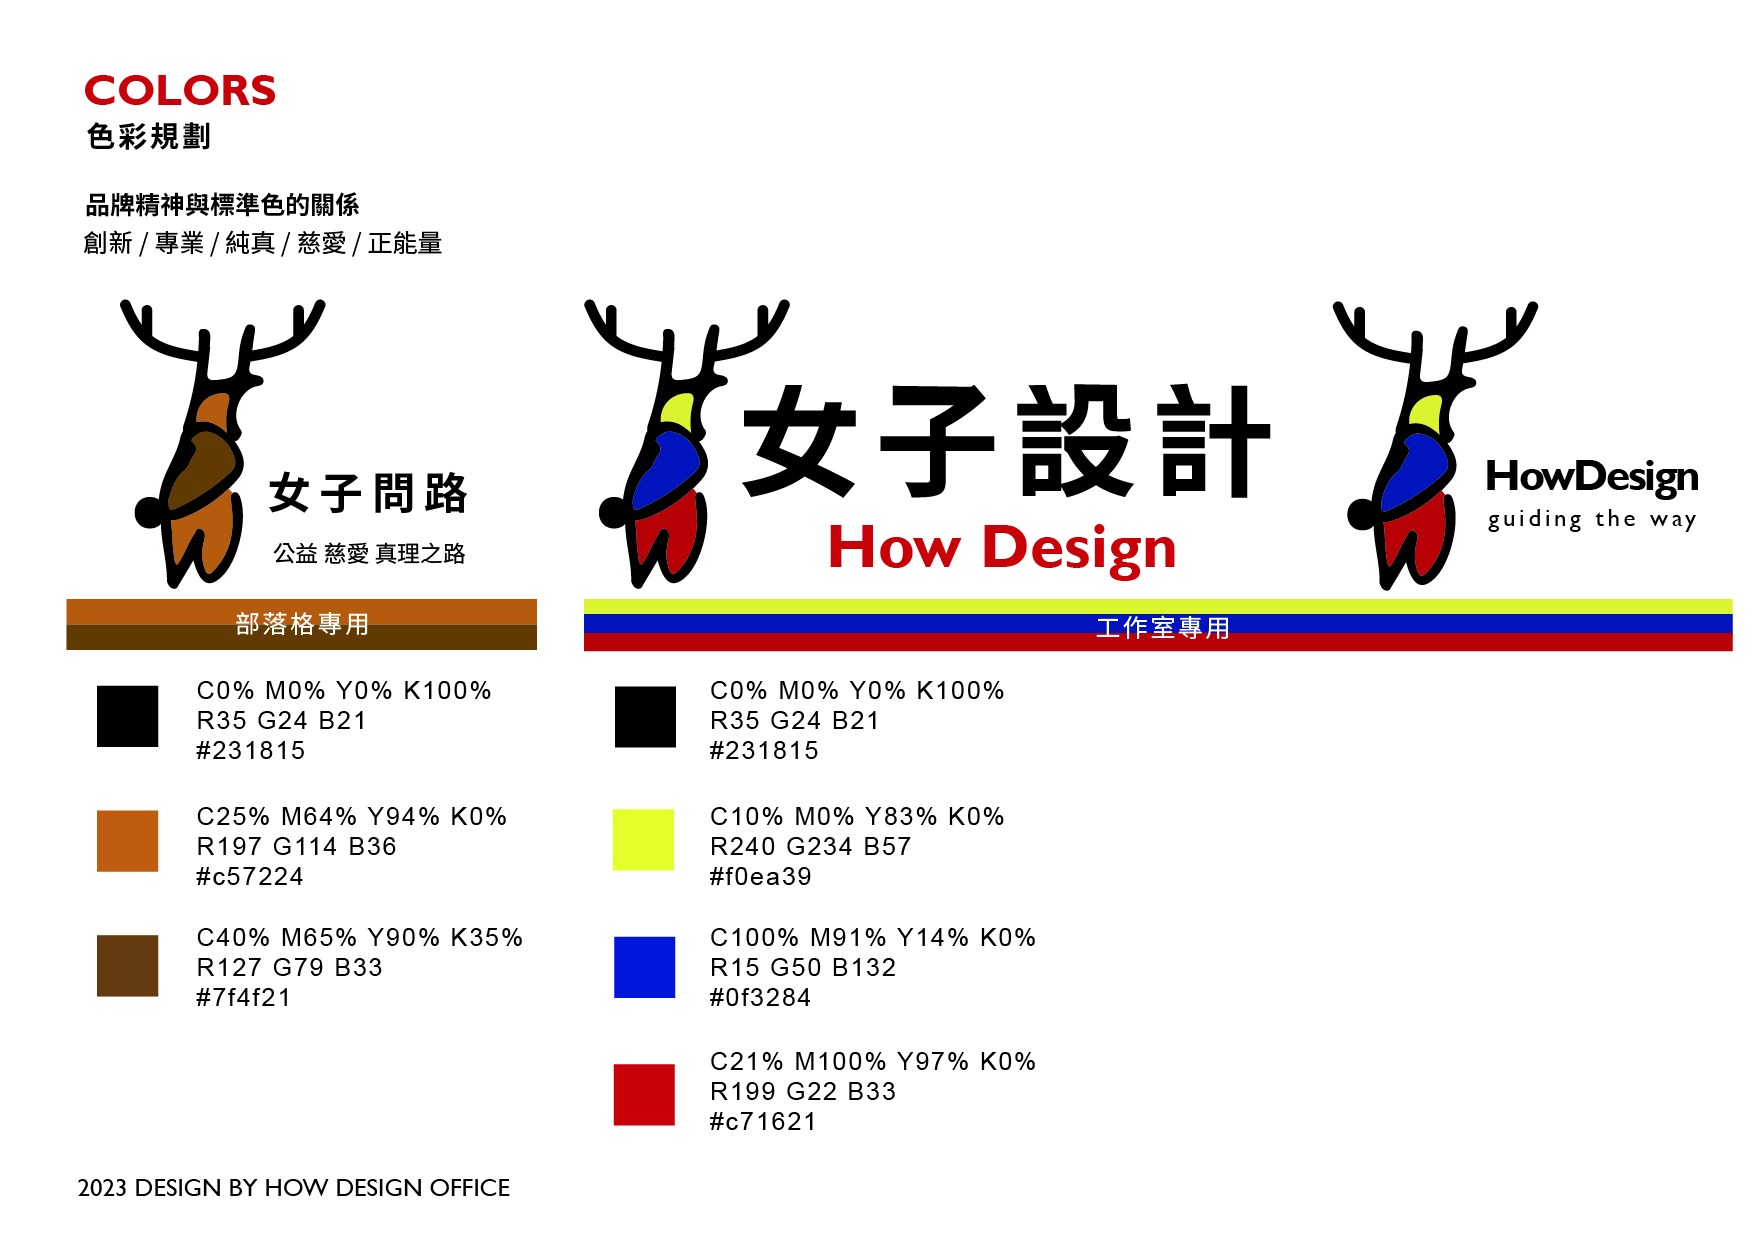 COLORS
色彩規劃
品牌精神與標準色的關係
創新 / 專業 / 純真 / 慈愛 / 正能量
女子問路
公益 慈愛 真理之路
女子設計
How Design
HowDesign
guiding the way
部落格專用
工作室專用
C0% M0% Y0% K100%
R35 G24 B21
#231815
C25% M64% Y94% K0%
R197 G114 B36
#c57224
C40% M65% Y90% K35%
R127 G79 B33
#7f4f21
C0% M0% Y0% K100%
R35 G24 B21
#231815
C10% M0% Y83% K0%
R240 G234 B57
#f0ea39
C100% M91% Y14% K0%
R15 G50 B132
#0f3284
C21% M100% Y97% K0%
R199 G22 B33
#c71621
2023 DESIGN BY HOW DESIGN OFFICE